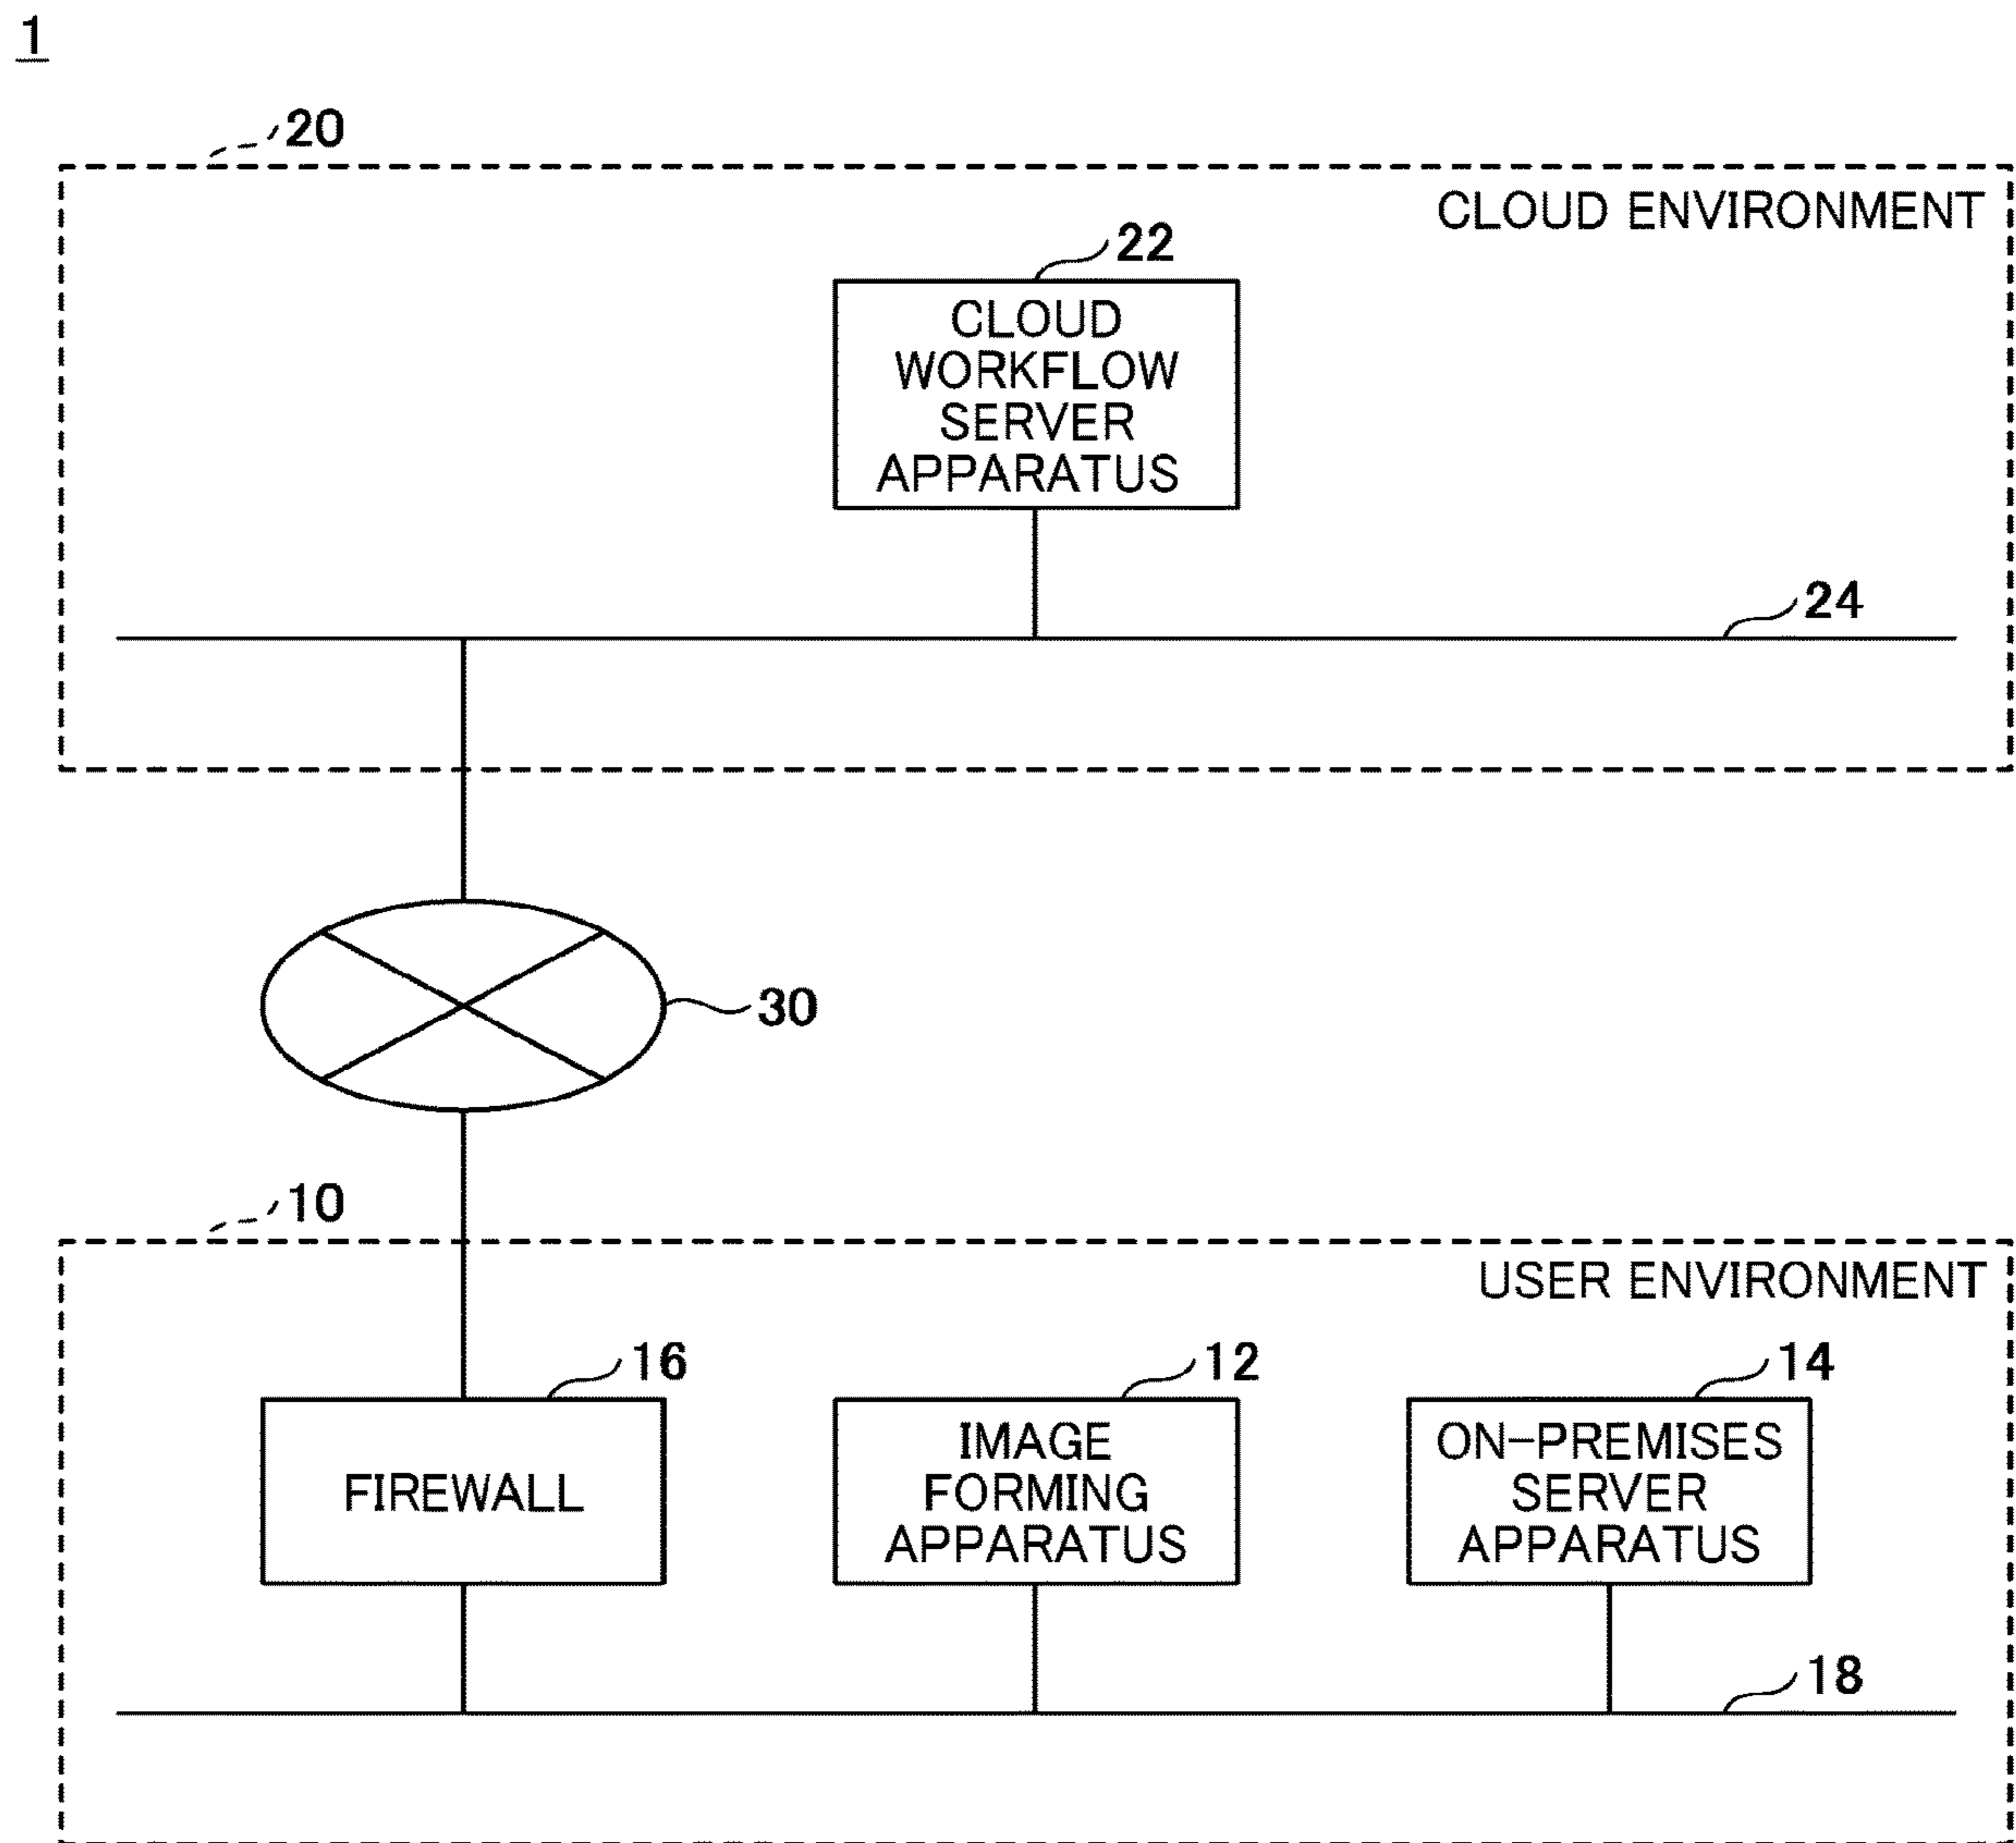 1
20
CLOUD ENVIRONMENT
22
CLOUD
WORKFLOW
SERVER
APPARATUS
24
30
10
USER ENVIRONMENT
16
12
14
FIREWALL
IMAGE
FORMING
APPARATUS
ON-PREMISES
SERVER
APPARATUS
18